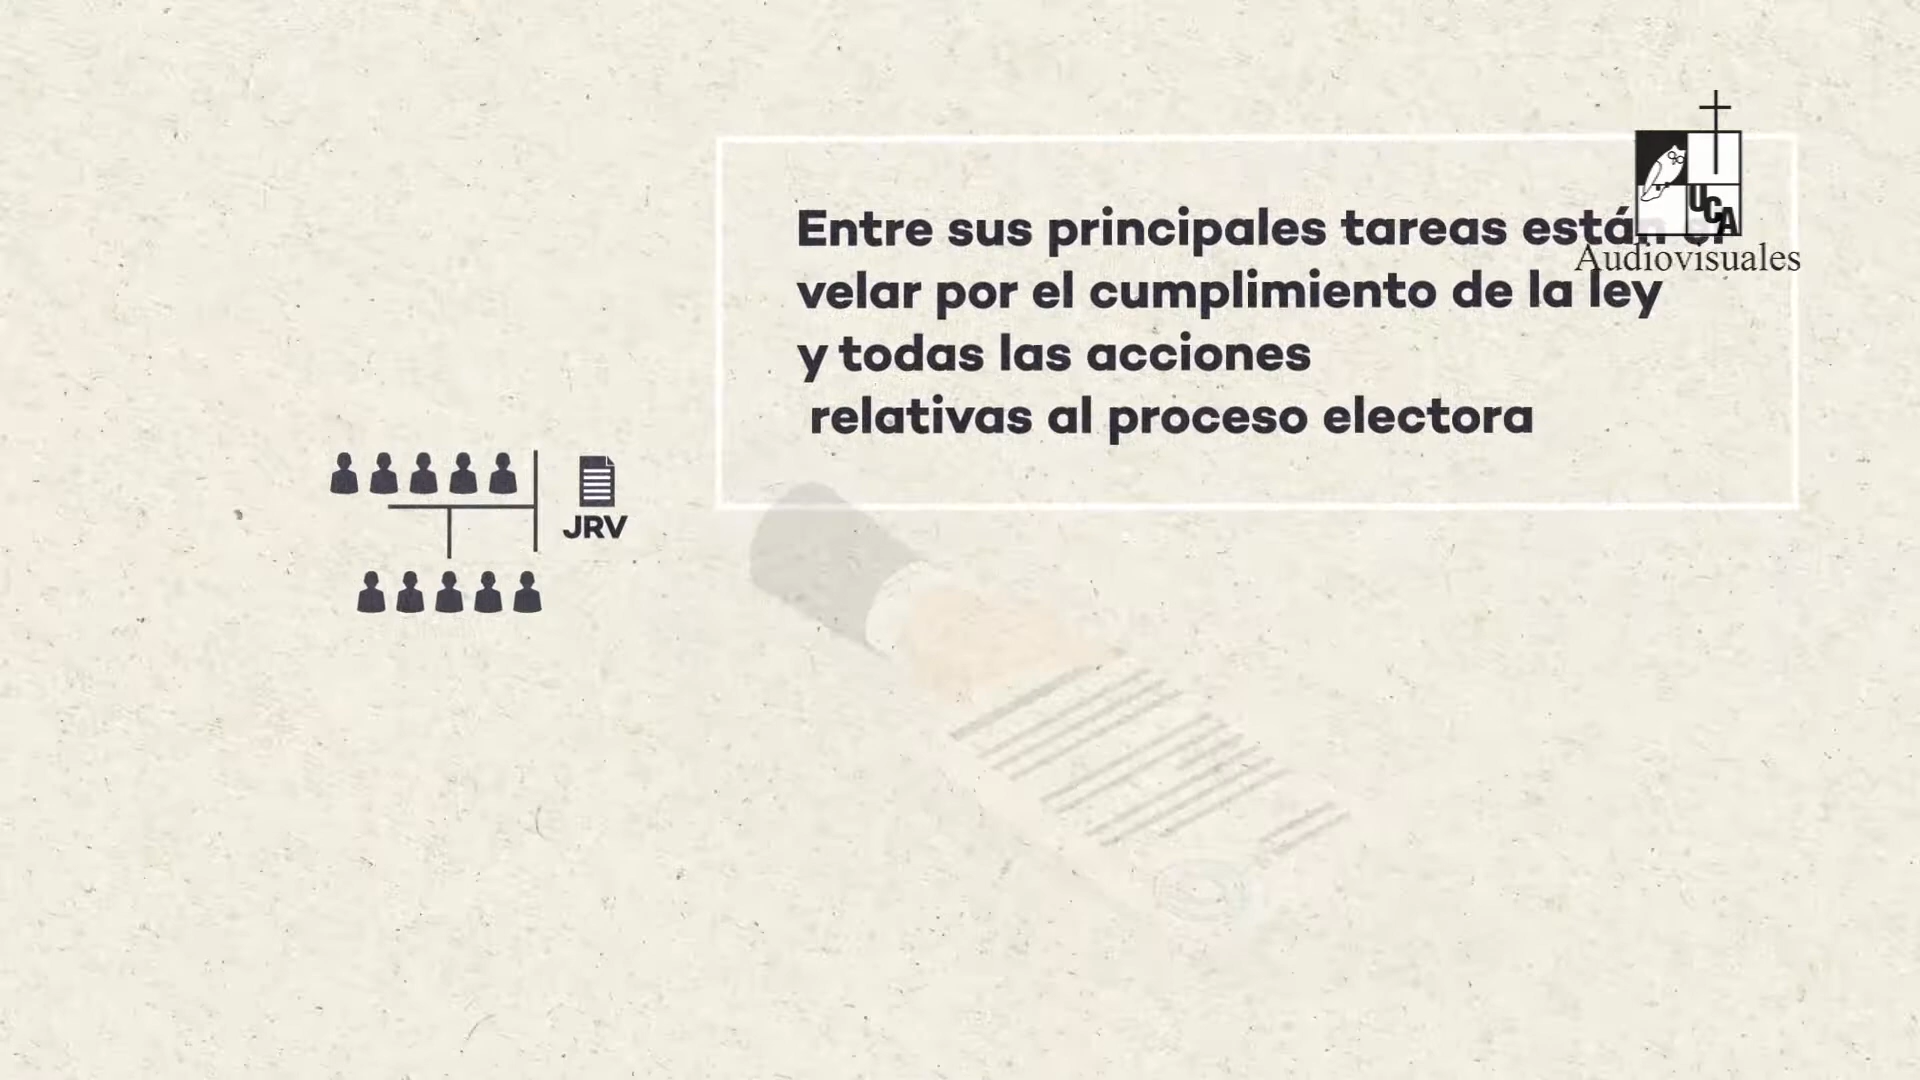 Entre sus principales tareas están
velar por el cumplimiento de la ley
y todas las acciones
relativas al proceso electora
UCA
Audiovisuales
JRV